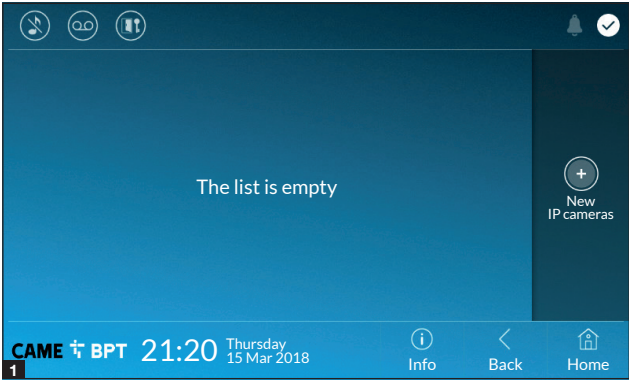 The list is empty
New
IP cameras
CAME BPT 21:20 Thursday
15 Mar 2018
Info
Back
Home
1